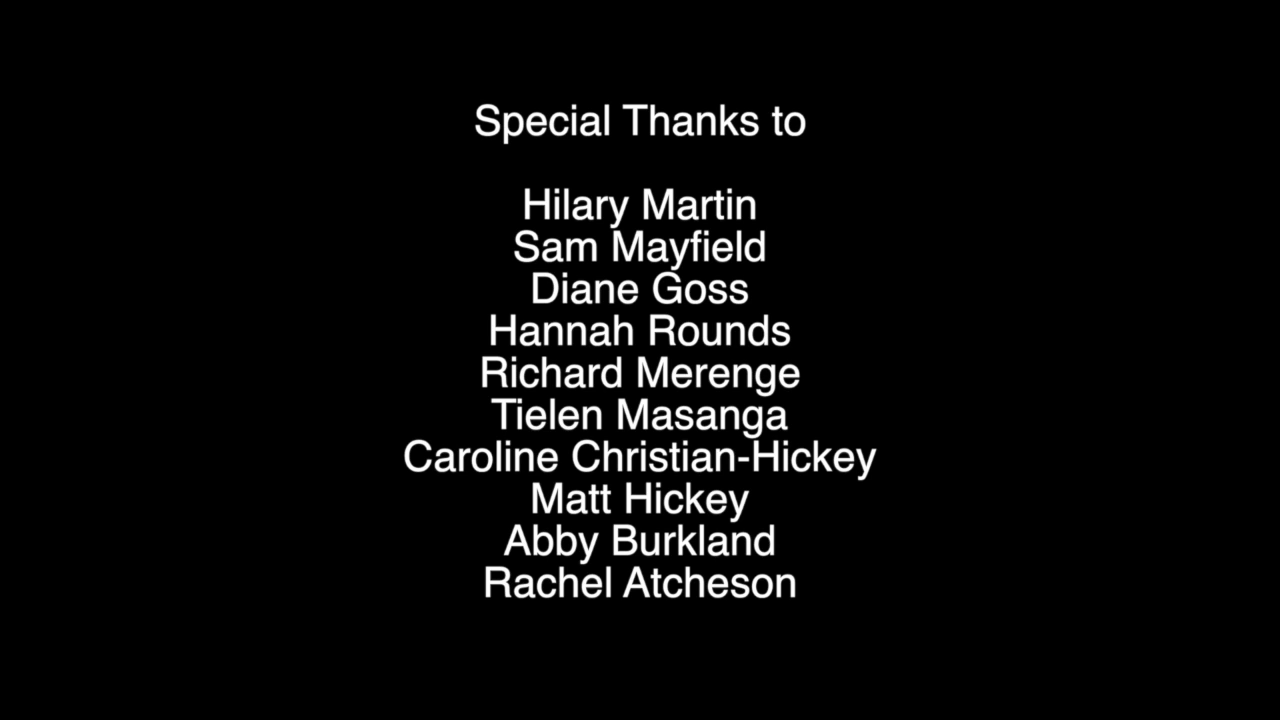 Special Thanks to
Hilary Martin
Sam Mayfield
Diane Goss
Hannah Rounds
Richard Merenge
Tielen Masanga
Caroline Christian-Hickey
Matt Hickey
Abby Burkland
Rachel Atcheson